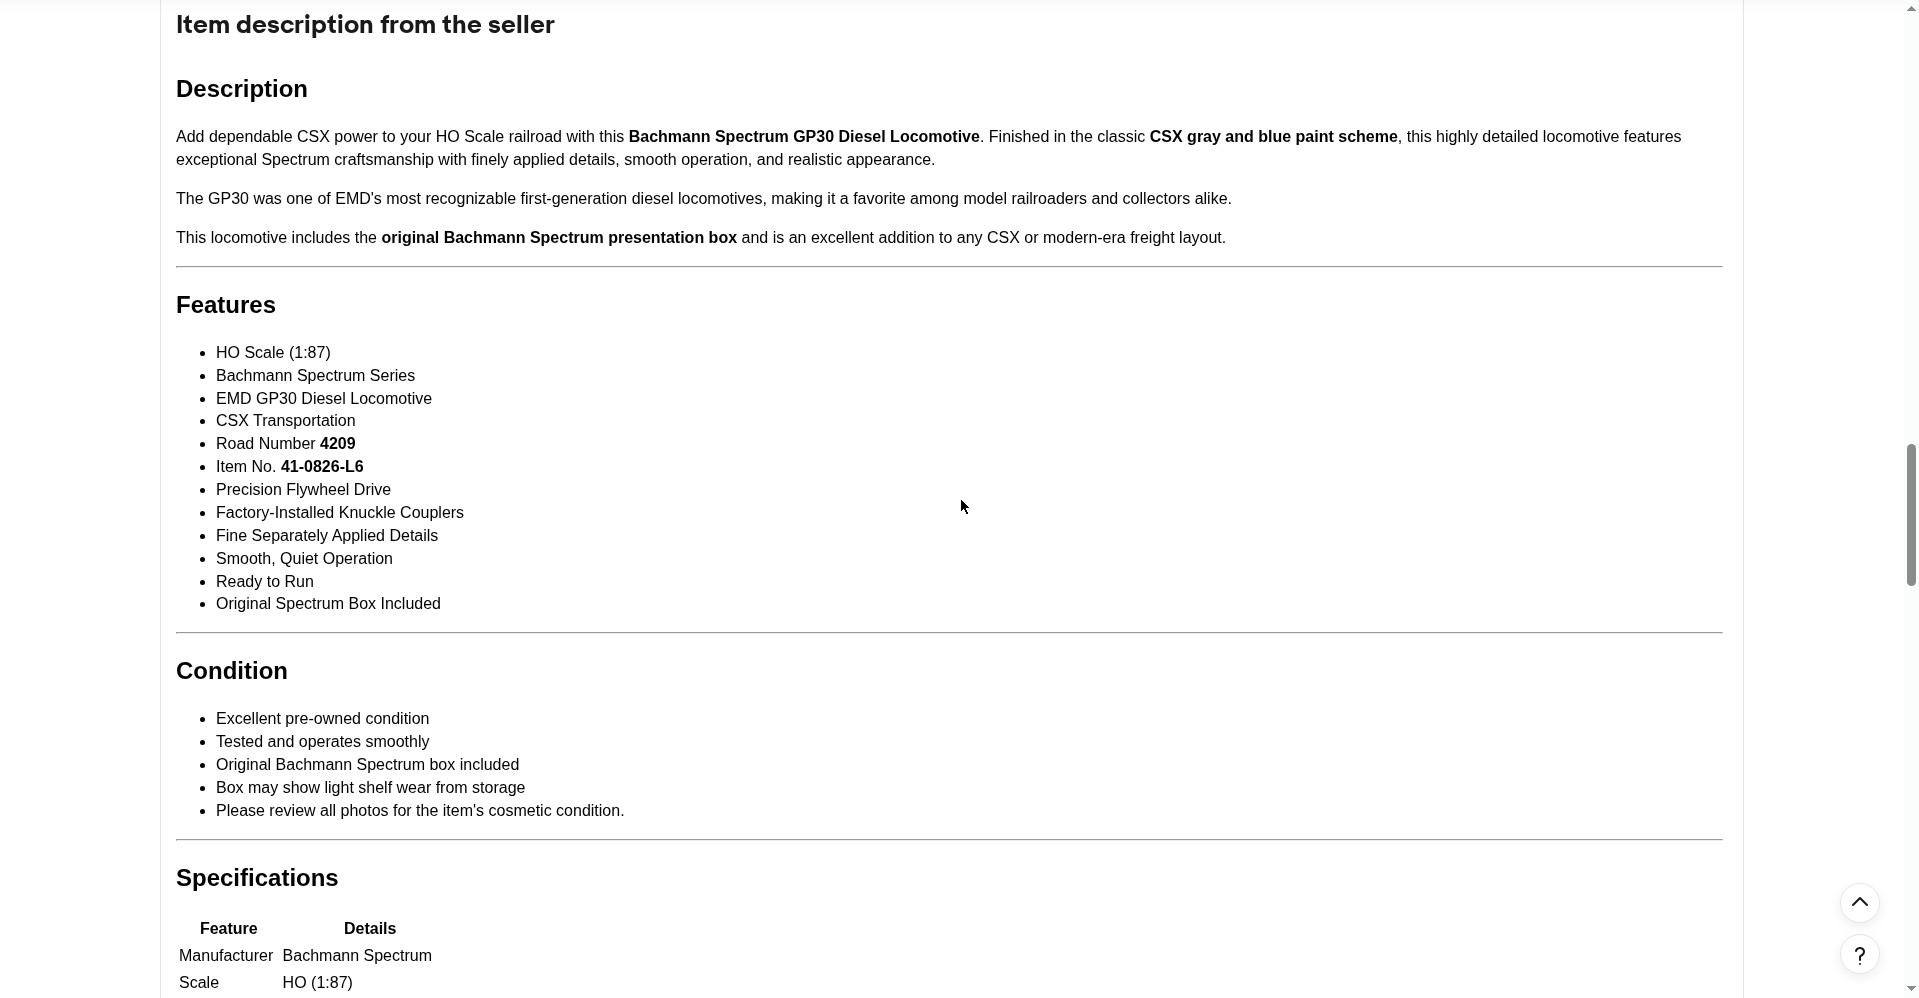 Item description from the seller
Description
Add dependable CSX power to your HO Scale railroad with this Bachmann Spectrum GP30 Diesel Locomotive. Finished in the classic CSX gray and blue paint scheme, this highly detailed locomotive features
exceptional Spectrum craftsmanship with finely applied details, smooth operation, and realistic appearance.
The GP30 was one of EMD's most recognizable first-generation diesel locomotives, making it a favorite among model railroaders and collectors alike.
This locomotive includes the original Bachmann Spectrum presentation box and is an excellent addition to any CSX or modern-era freight layout.
Features
HO Scale (1:87)
Bachmann Spectrum Series
EMD GP30 Diesel Locomotive
CSX Transportation
Road Number 4209
Item No. 41-0826-L6
Precision Flywheel Drive
Factory-Installed Knuckle Couplers
Fine Separately Applied Details
Smooth, Quiet Operation
Ready to Run
Original Spectrum Box Included
Condition
Excellent pre-owned condition
Tested and operates smoothly
Original Bachmann Spectrum box included
Box may show light shelf wear from storage
Please review all photos for the item's cosmetic condition.
Specifications
Feature Details
Manufacturer Bachmann Spectrum
Scale HO (1:87)
?